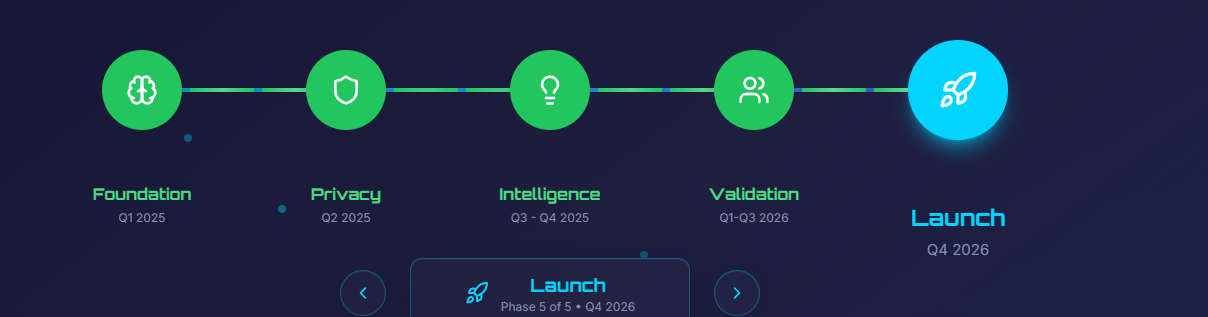 Foundation
Q1 2025
Privacy
Q2 2025
Intelligence
Q3 - Q4 2025
Validation
Q1-Q3 2026
Launch
Q4 2026
Launch
Phase 5 of 5 • Q4 2026